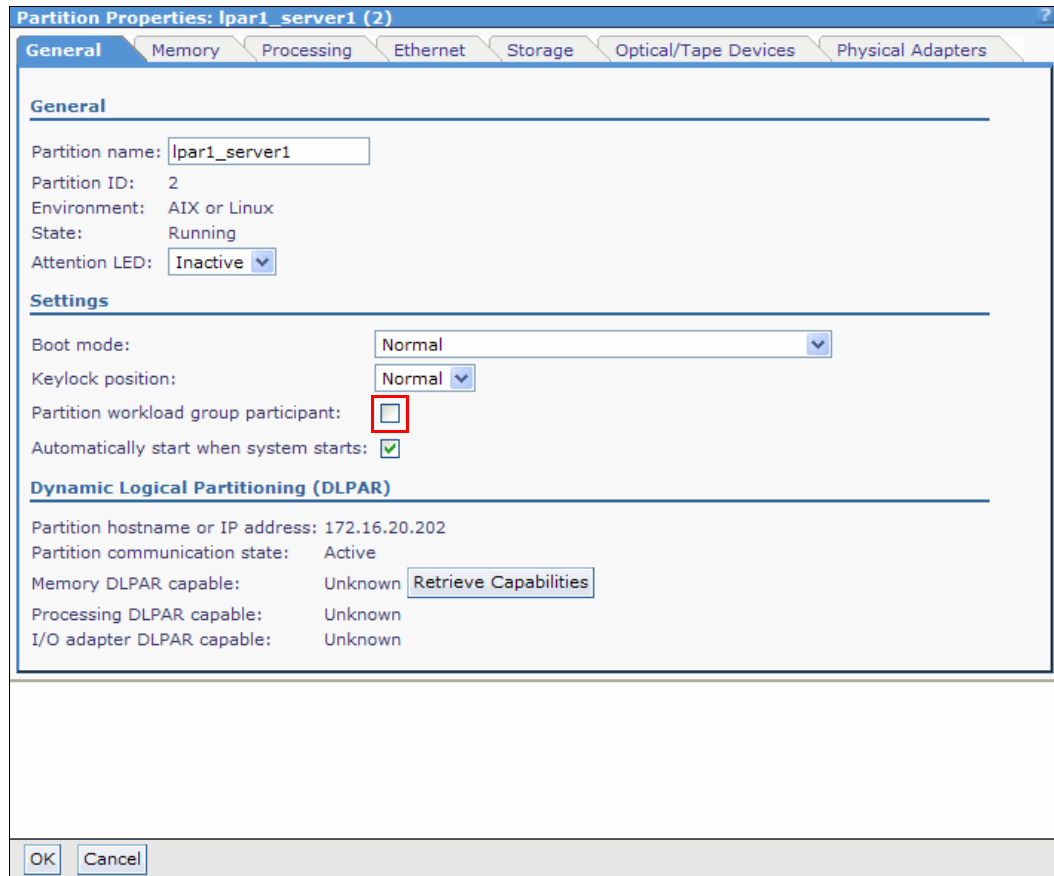 Partition Properties: lpar1_server1 (2) ?
General Memory Processing Ethernet Storage Optical/Tape Devices Physical Adapters
General
Partition name: lpar1_server1
Partition ID: 2
Environment: AIX or Linux
State: Running
Attention LED: Inactive
Settings
Boot mode: Normal
Keylock position: Normal
Partition workload group participant:
Automatically start when system starts:
Dynamic Logical Partitioning (DLPAR)
Partition hostname or IP address: 172.16.20.202
Partition communication state: Active
Memory DLPAR capable: Unknown Retrieve Capabilities
Processing DLPAR capable: Unknown
I/O adapter DLPAR capable: Unknown
OK Cancel